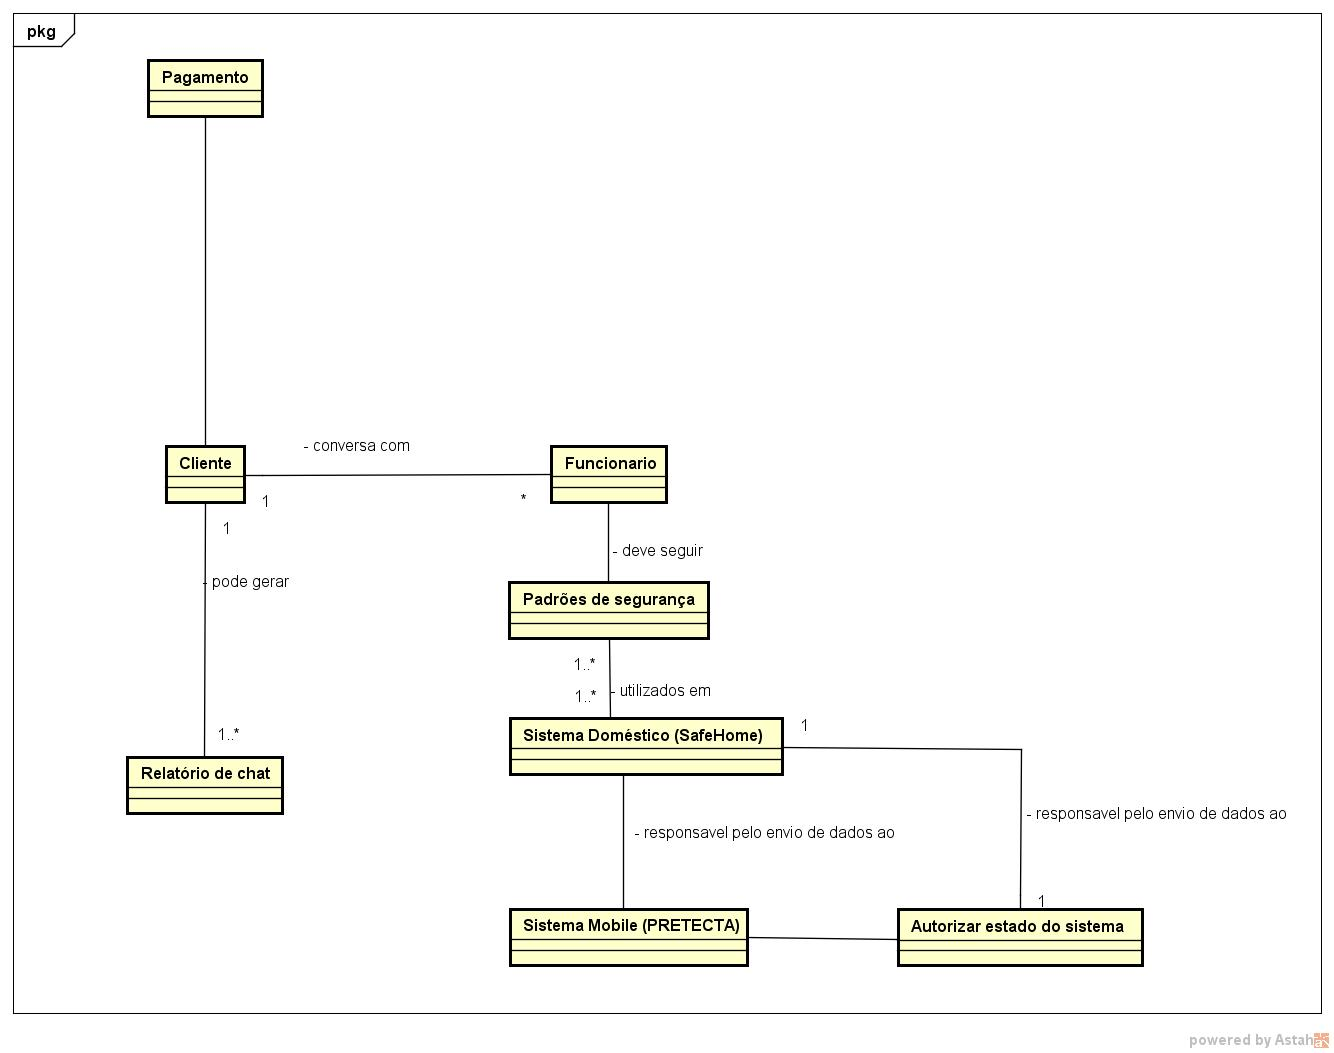 pkg
Pagamento
- conversa com
Cliente
Funcionario
1
*
1
- deve seguir
- pode gerar
Padrões de segurança
1..*
1..*
- utilizados em
1
Sistema Doméstico (SafeHome)
1..*
Relatório de chat
- responsavel pelo envio de dados ao
- responsavel pelo envio de dados ao
1
Sistema Mobile (PRETECTA)
Autorizar estado do sistema
powered by Astah